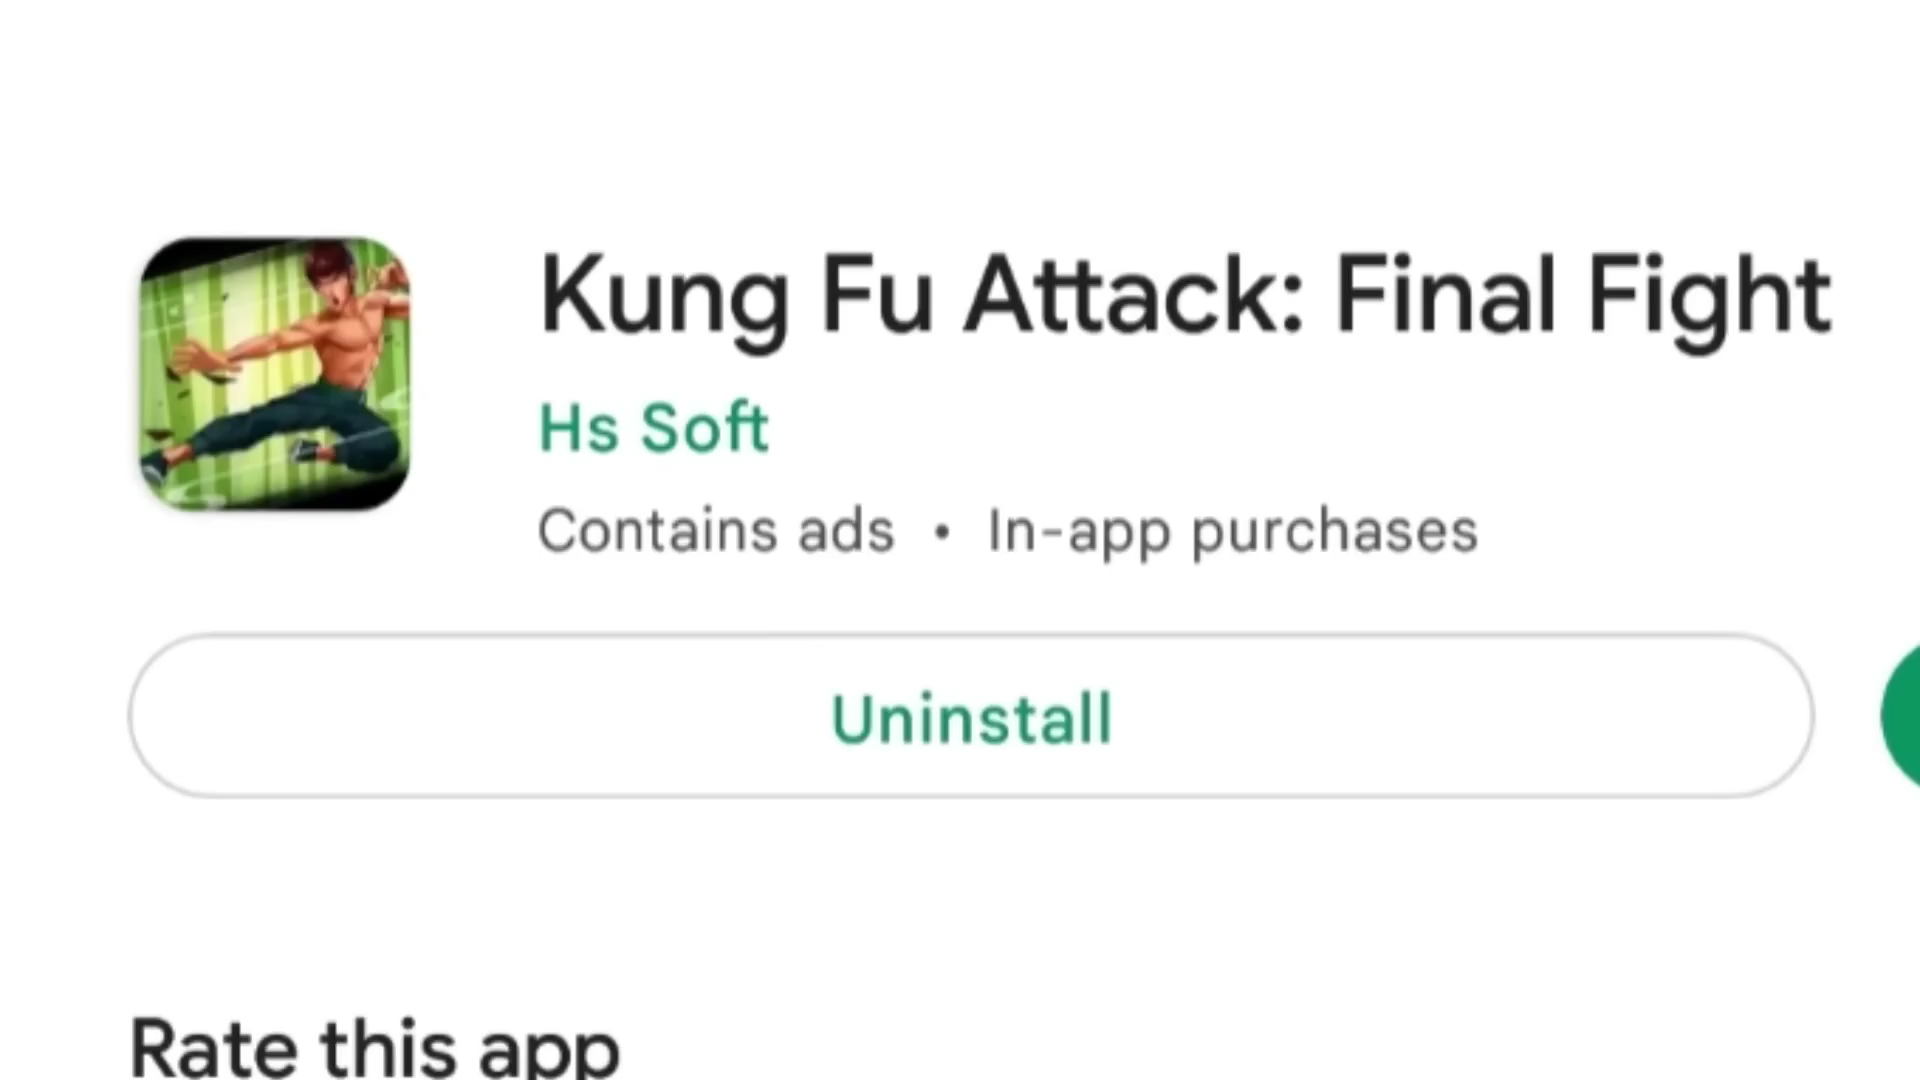 Kung Fu Attack: Final Fight
Hs Soft
Contains ads • In-app purchases
Uninstall
Rate this app